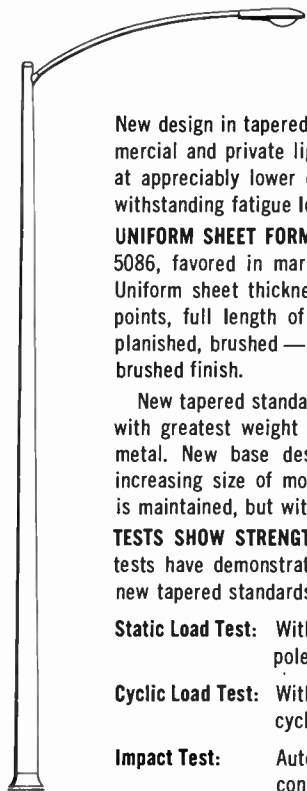 New design in tapered
mercial and private lig
at appreciably lower
withstanding fatigue l
UNIFORM SHEET FORM
5086, favored in mar
Uniform sheet thickne
points, full length of
planished, brushed —
brushed finish.
New tapered standa
with greatest weight
metal. New base des
increasing size of mo
is maintained, but wit
TESTS SHOW STRENGT
tests have demonstrat
new tapered standards
Static Load Test: With
pole
Cyclic Load Test: With
cycl
Impact Test: Aut
con